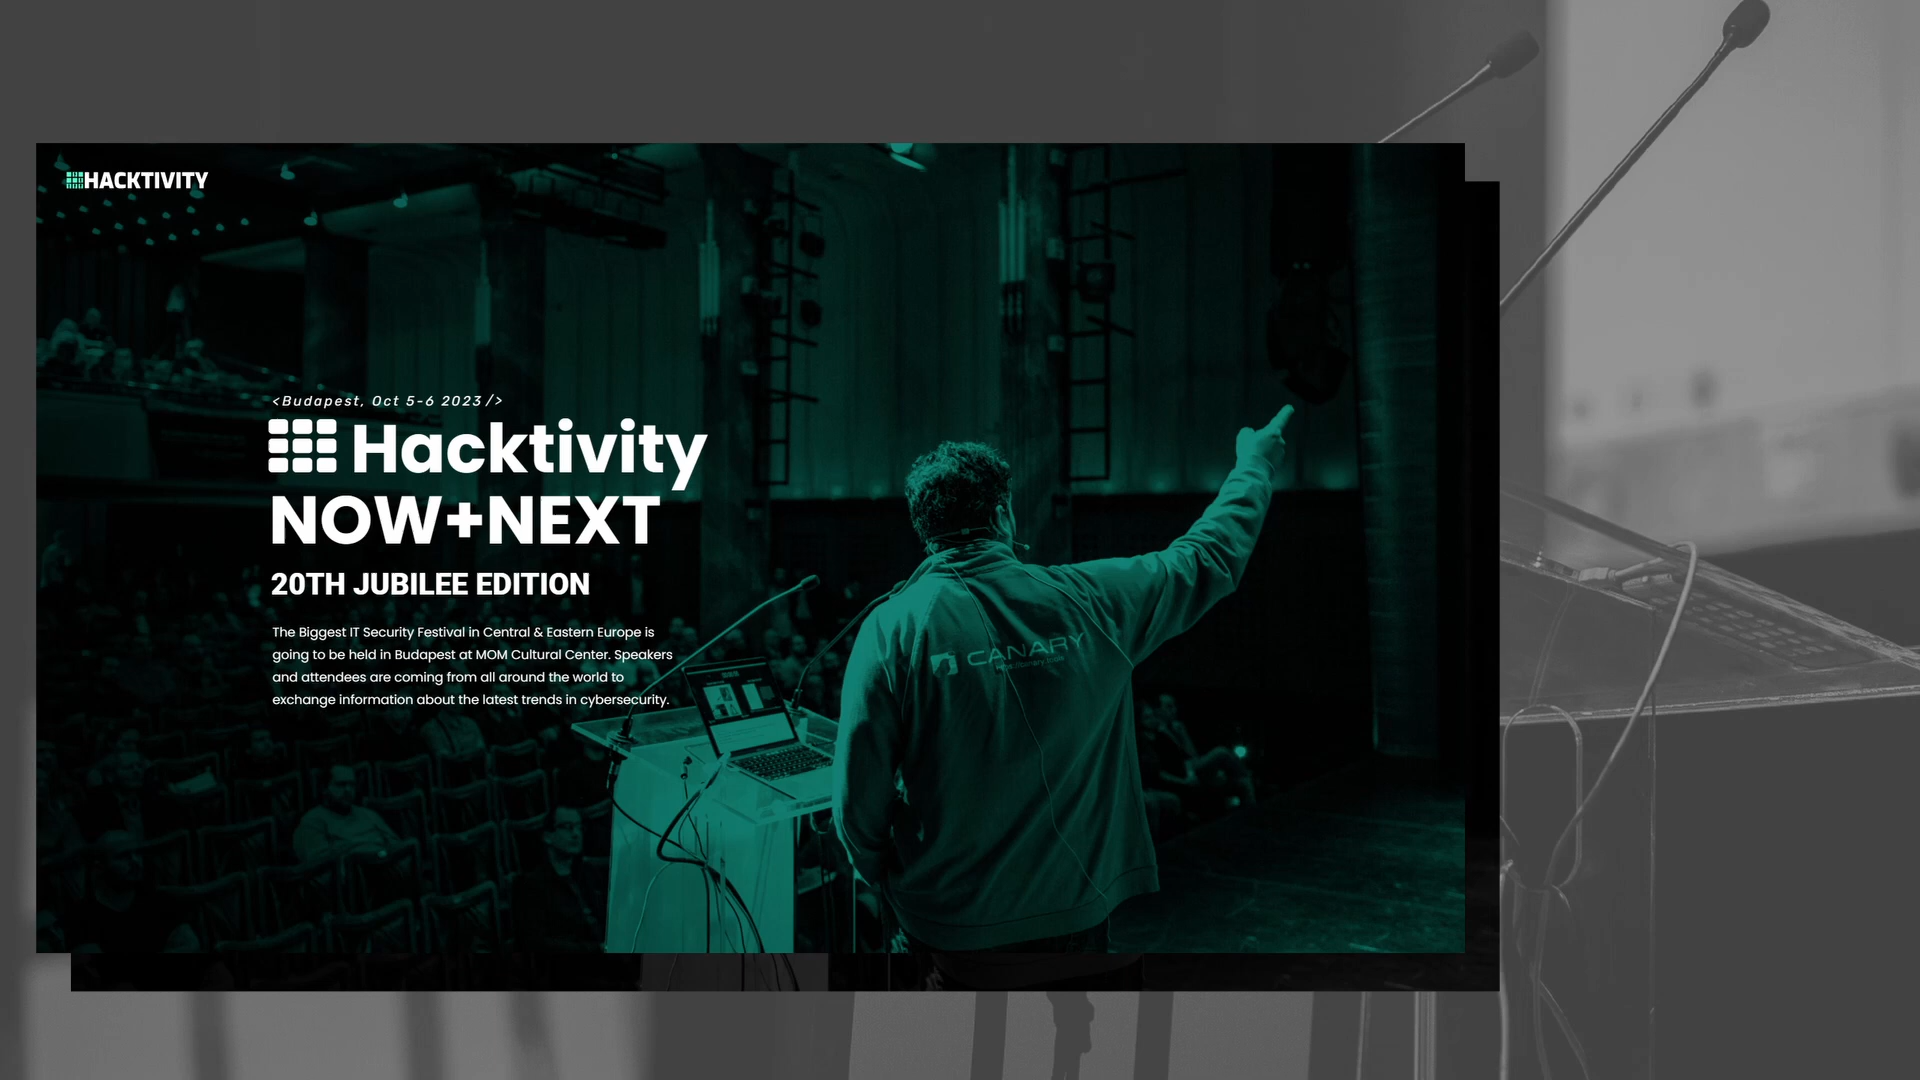 HACKTIVITY
<Budapest, Oct 5-6 2023 />
Hacktivity
NOW+NEXT
20TH JUBILEE EDITION
The Biggest IT Security Festival in Central & Eastern Europe is
going to be held in Budapest at MOM Cultural Center. Speakers
and attendees are coming from all around the world to
exchange information about the latest trends in cybersecurity.
CANARY